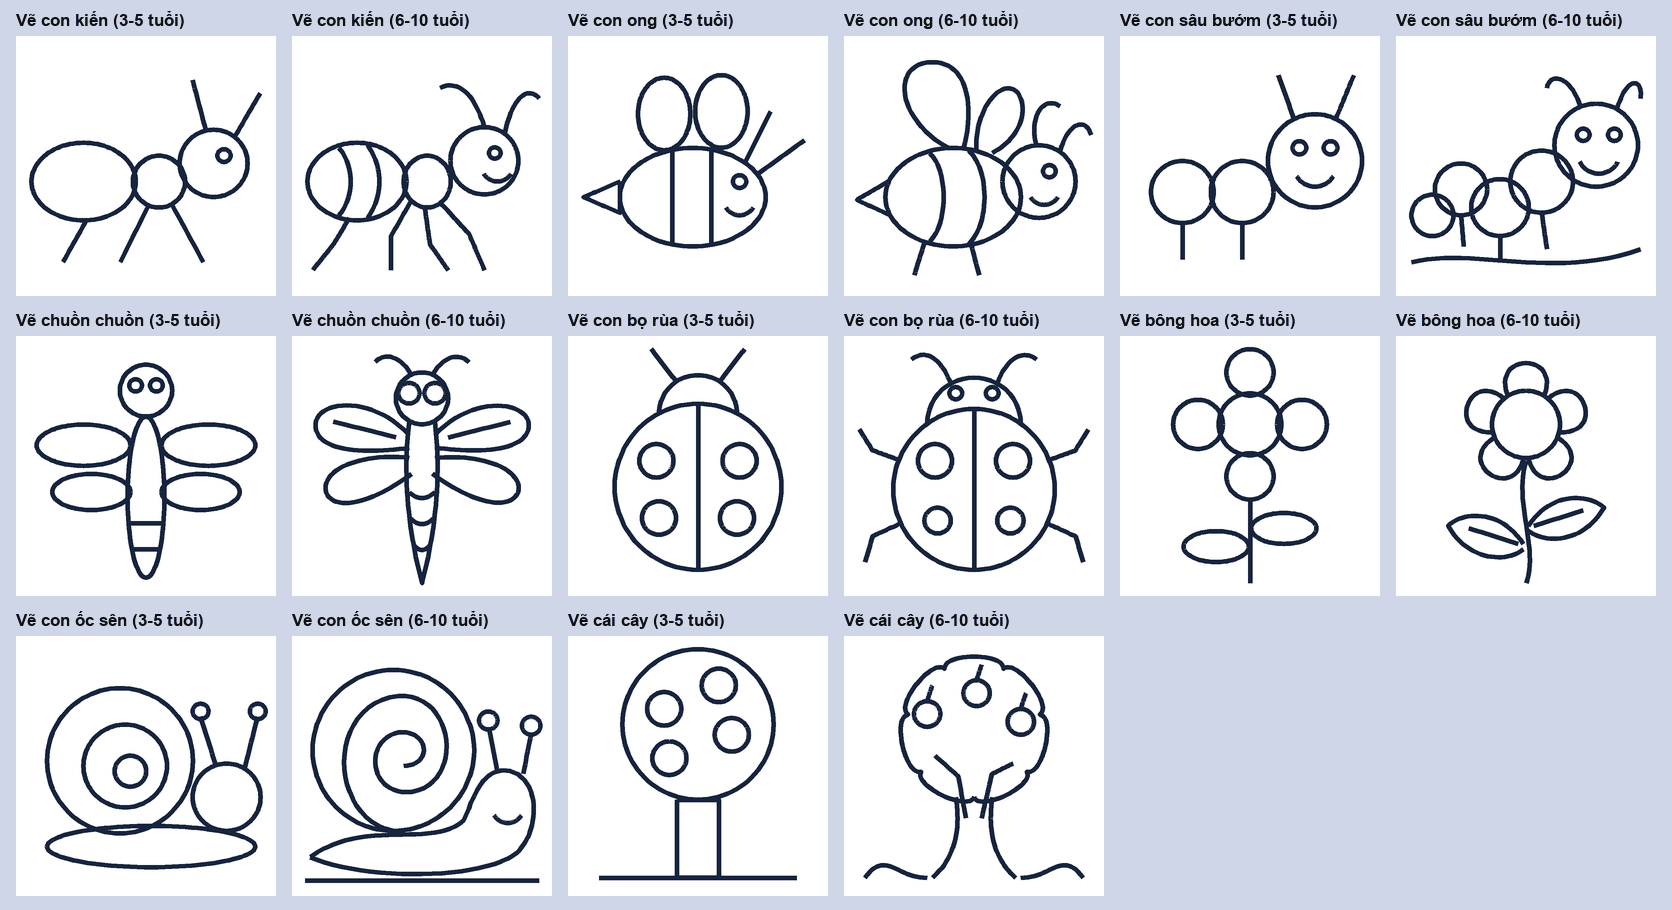 Vẽ con kiến (3-5 tuổi)
Vẽ con kiến (6-10 tuổi)
Vẽ con ong (3-5 tuổi)
Vẽ con ong (6-10 tuổi)
Vẽ con sâu bướm (3-5 tuổi)
Vẽ con sâu bướm (6-10 tuổi)
Vẽ chuồn chuồn (3-5 tuổi)
Vẽ chuồn chuồn (6-10 tuổi)
Vẽ con bọ rùa (3-5 tuổi)
Vẽ con bọ rùa (6-10 tuổi)
Vẽ bông hoa (3-5 tuổi)
Vẽ bông hoa (6-10 tuổi)
Vẽ con ốc sên (3-5 tuổi)
Vẽ con ốc sên (6-10 tuổi)
Vẽ cái cây (3-5 tuổi)
Vẽ cái cây (6-10 tuổi)